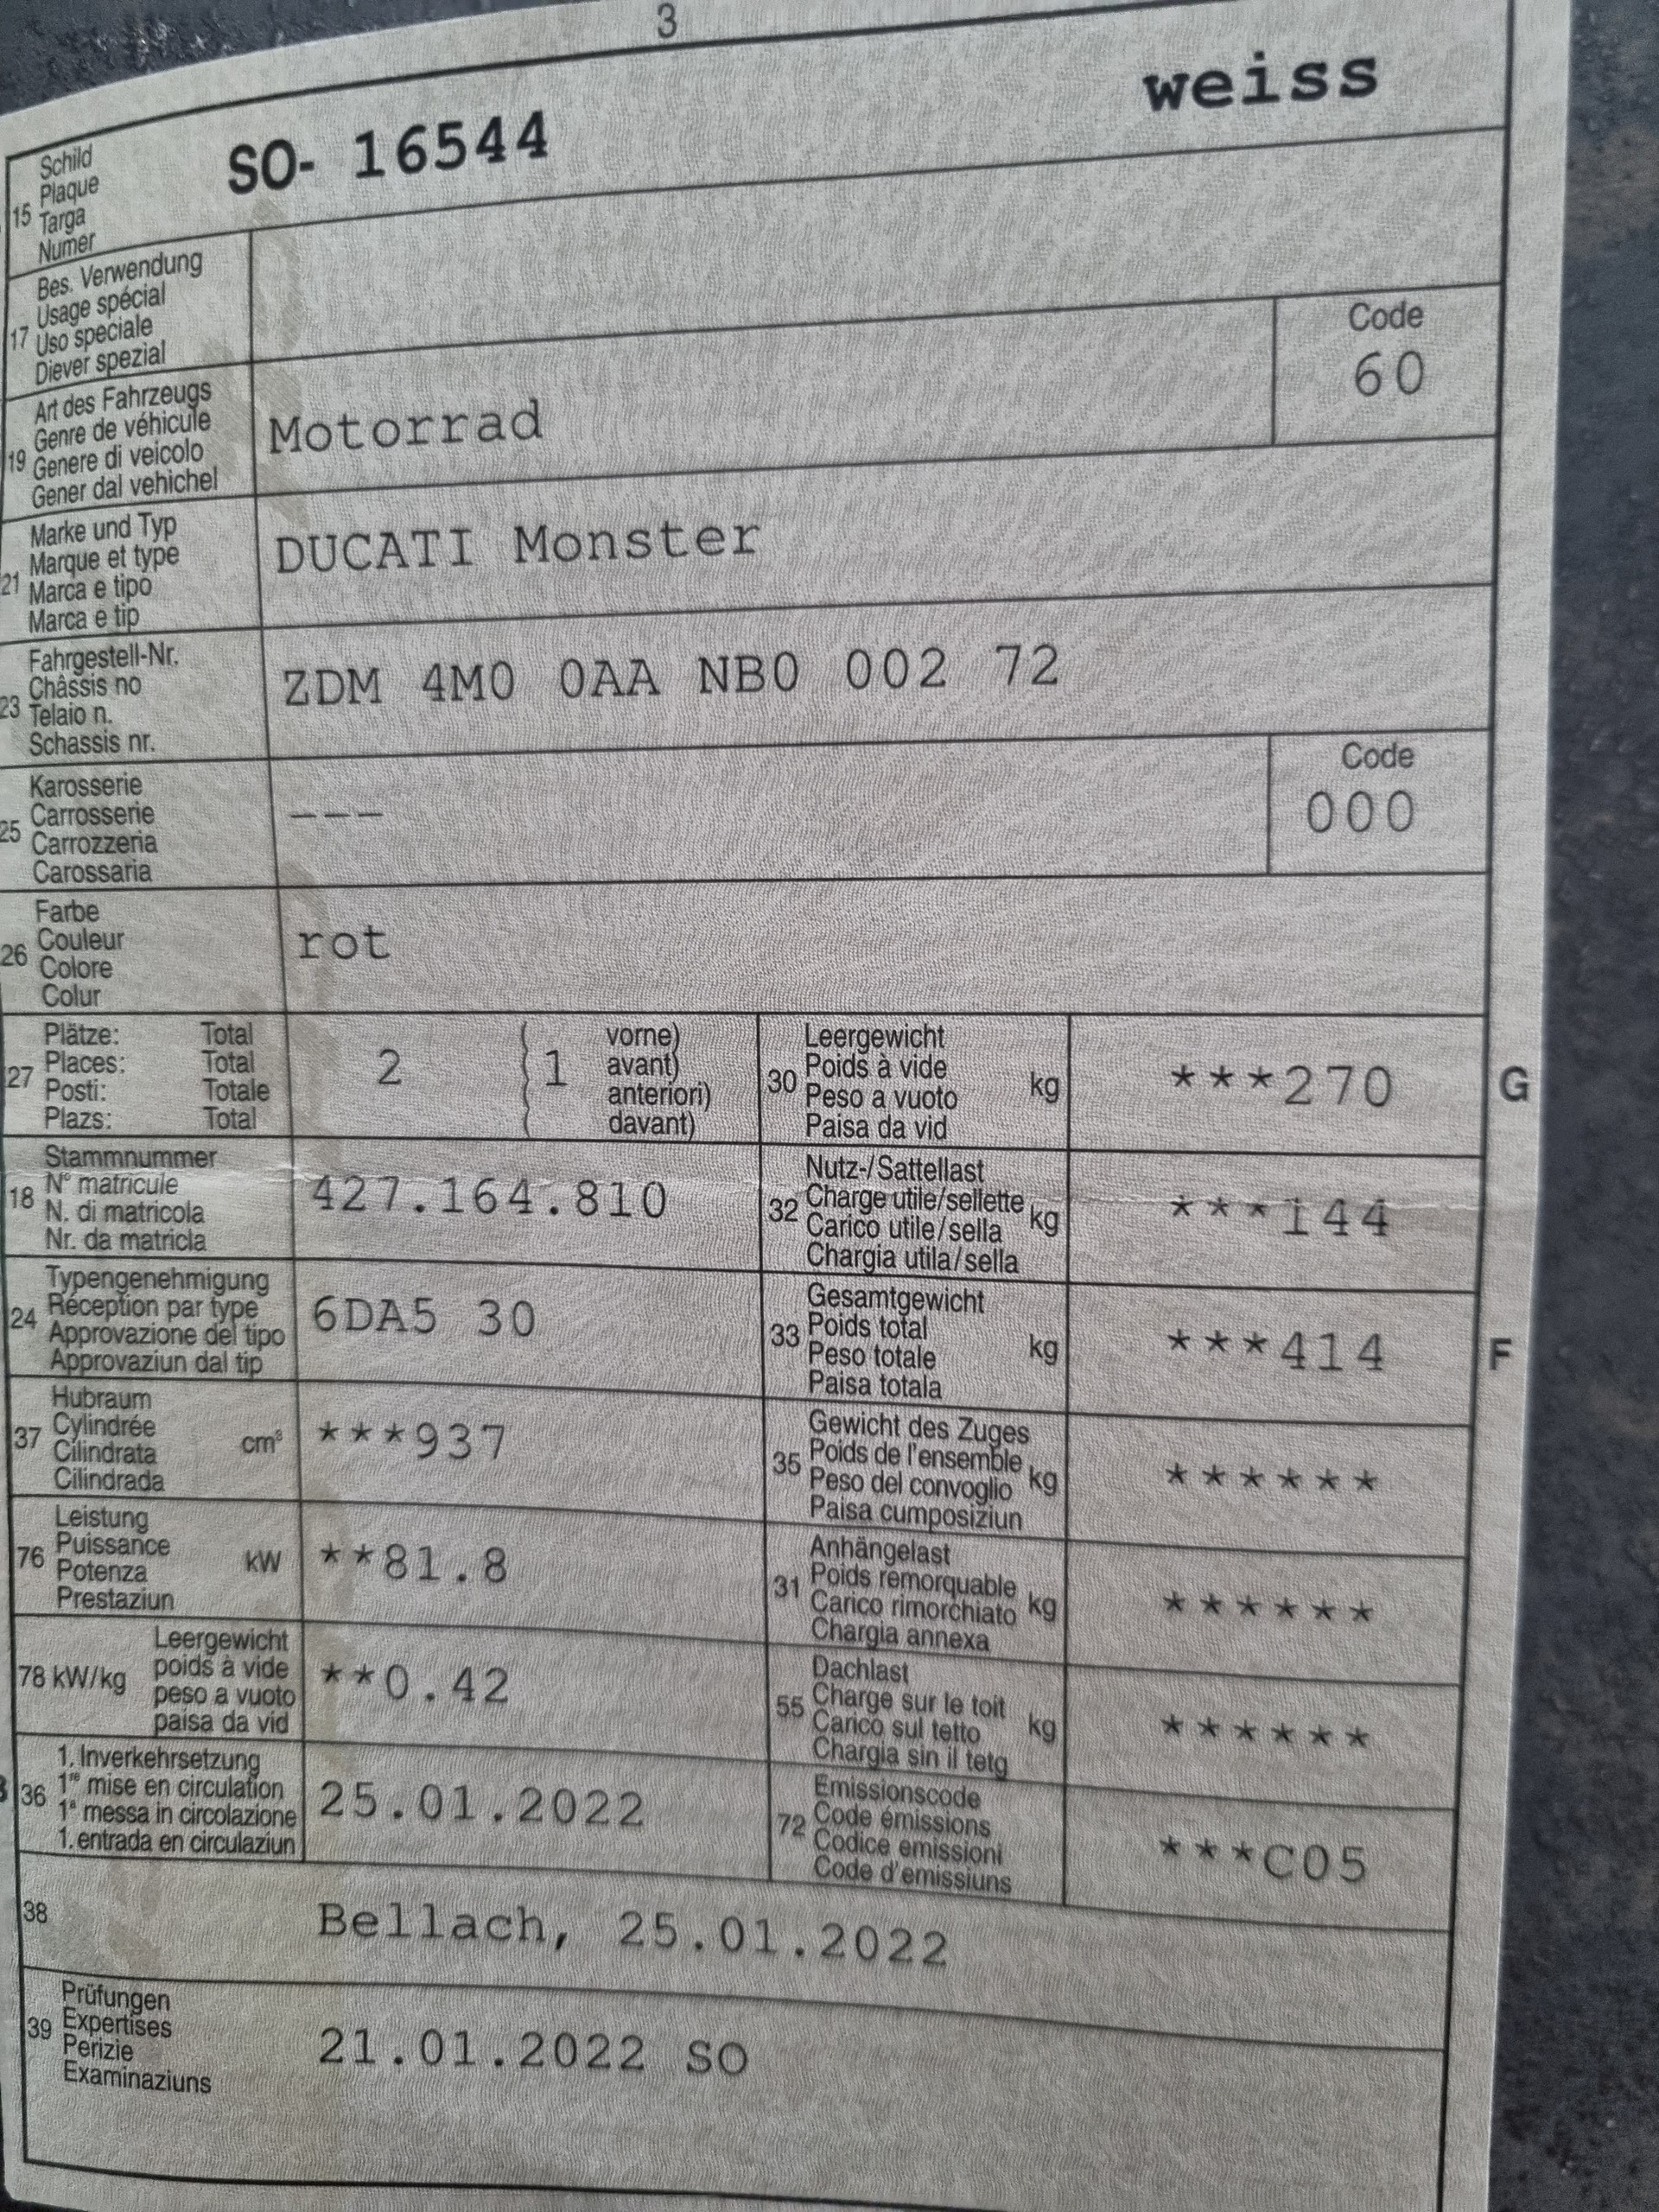 3
15 Schild
Plaque
Targa
Numer
SO- 16544 weiss
17 Bes. Verwendung
Usage spécial
Uso speciale
Diever spezial
19 Art des Fahrzeugs
Genre de véhicule
Genere di veicolo
Gener dal vehichel
Motorrad
Code
60
21 Marke und Typ
Marque et type
Marca e tipo
Marca e tip
DUCATI Monster
23 Fahrgestell-Nr.
Châssis no
Telaio n.
Schassis nr.
ZDM 4M0 0AA NB0 002 72
25 Karosserie
Carrosserie
Carrozzeria
Carossaria
---
Code
000
26 Farbe
Couleur
Colore
Colur
rot
27 Plätze: Total
Places: Total
Posti: Totale
Plazs: Total
2 ( 1 vorne)
( avant)
( anteriori)
( davant)
30 Leergewicht
Poids à vide
Peso a vuoto
Paisa da vid
kg ***270 G
18 Stammnummer
N° matricule
N. di matricola
Nr. da matricla
427.164.810
32 Nutz-/Sattellast
Charge utile/sellette
Carico utile/sella
Chargia utila/sella
kg ***144
24 Typengenehmigung
Réception par type
Approvazione del tipo
Approvaziun dal tip
6DA5 30
33 Gesamtgewicht
Poids total
Peso totale
Paisa totala
kg ***414 F
37 Hubraum
Cylindrée
Cilindrata
Cilindrada
cm³ ***937
35 Gewicht des Zuges
Poids de l'ensemble
Peso del convoglio
Paisa cumposiziun
kg ******
76 Leistung
Puissance
Potenza
Prestaziun
kW **81.8
31 Anhängelast
Poids remorquable
Carico rimorchiato
Chargia annexa
kg ******
78 kW/kg Leergewicht
poids à vide
peso a vuoto
paisa da vid
**0.42
55 Dachlast
Charge sur le toit
Carico sul tetto
Chargia sin il tetg
kg ******
36 1. Inverkehrsetzung
1re mise en circulation
1a messa in circolazione
1. entrada en circulaziun
25.01.2022
72 Emissionscode
Code émissions
Codice emissioni
Code d'emissiuns
***C05
38 Bellach, 25.01.2022
39 Prüfungen
Expertises
Perizie
Examinaziuns
21.01.2022 SO